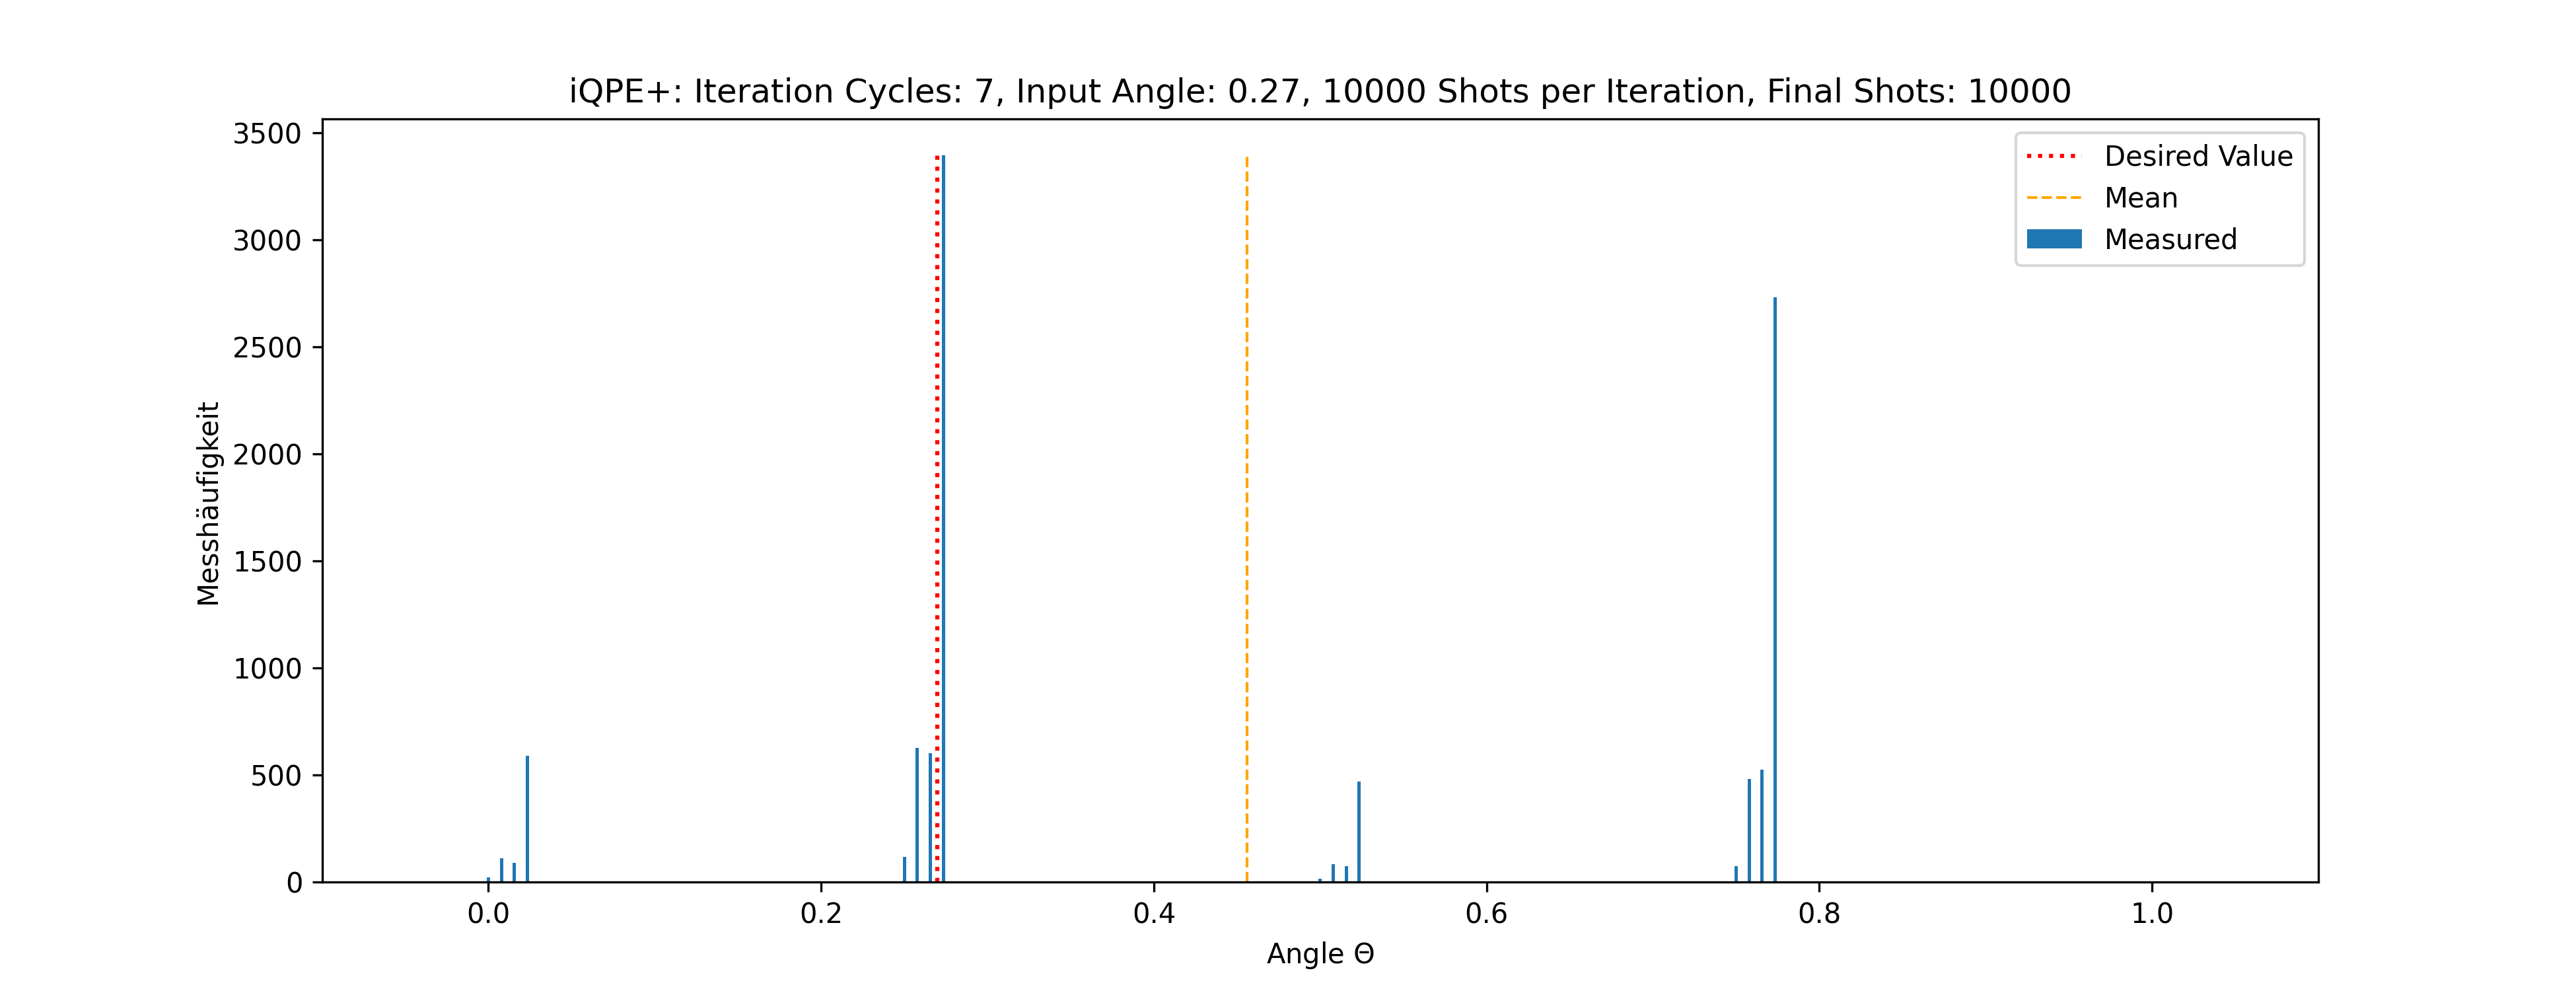 iQPE+: Iteration Cycles: 7, Input Angle: 0.27, 10000 Shots per Iteration, Final Shots: 10000
3500
3000
2500
2000
1500
1000
500
0
Messhäufigkeit
Desired Value
Mean
Measured
0.0 0.2 0.4 0.6 0.8 1.0
Angle Θ